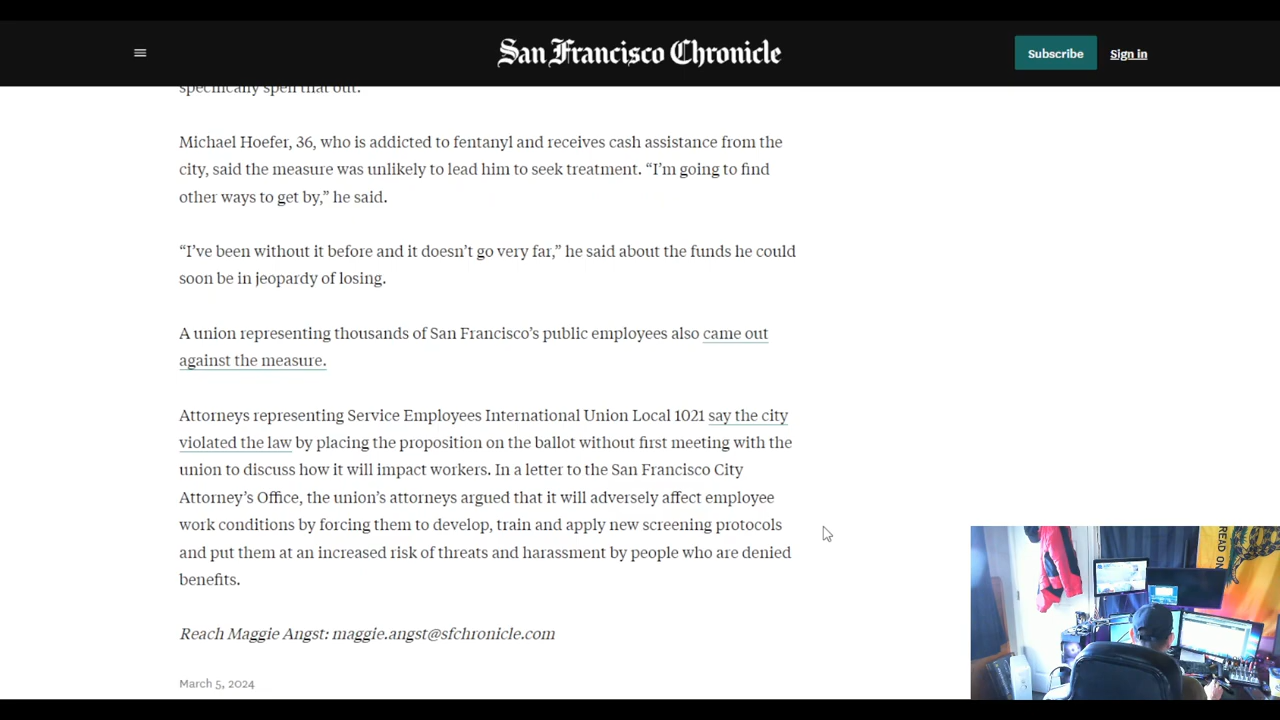 San Francisco Chronicle
Subscribe
Sign in
specifically spell that out.
Michael Hoefer, 36, who is addicted to fentanyl and receives cash assistance from the
city, said the measure was unlikely to lead him to seek treatment. “I’m going to find
other ways to get by,” he said.
“I’ve been without it before and it doesn’t go very far,” he said about the funds he could
soon be in jeopardy of losing.
A union representing thousands of San Francisco’s public employees also came out
against the measure.
Attorneys representing Service Employees International Union Local 1021 say the city
violated the law by placing the proposition on the ballot without first meeting with the
union to discuss how it will impact workers. In a letter to the San Francisco City
Attorney’s Office, the union’s attorneys argued that it will adversely affect employee
work conditions by forcing them to develop, train and apply new screening protocols
and put them at an increased risk of threats and harassment by people who are denied
benefits.
Reach Maggie Angst: maggie.angst@sfchronicle.com
March 5, 2024
READ ON